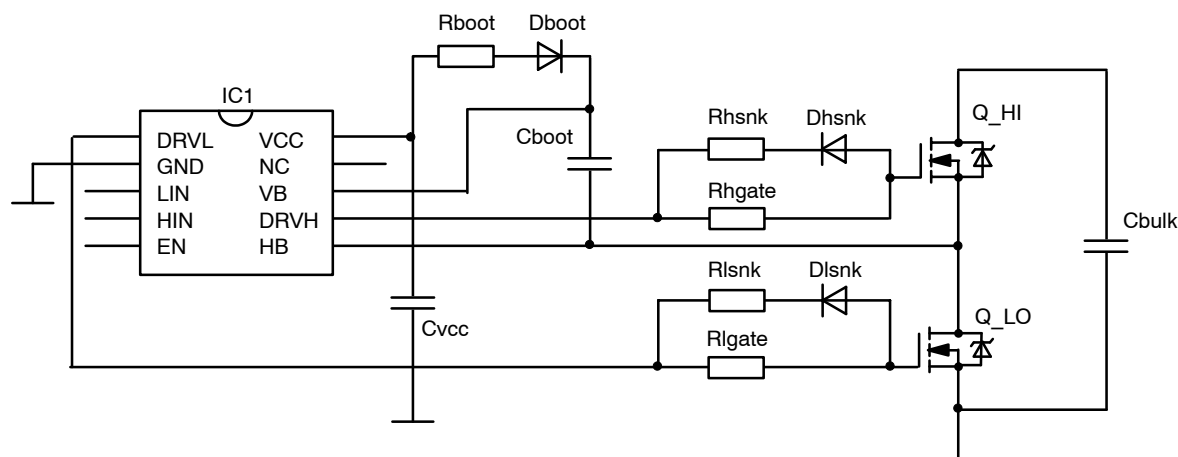 Rboot
Dboot
IC1
DRVL
VCC
GND
NC
LIN
VB
HIN
DRVH
EN
HB
Cboot
Cvcc
Rhsnk
Dhsnk
Rhgate
Q_HI
Cbulk
Rlsnk
Dlsnk
Rlgate
Q_LO